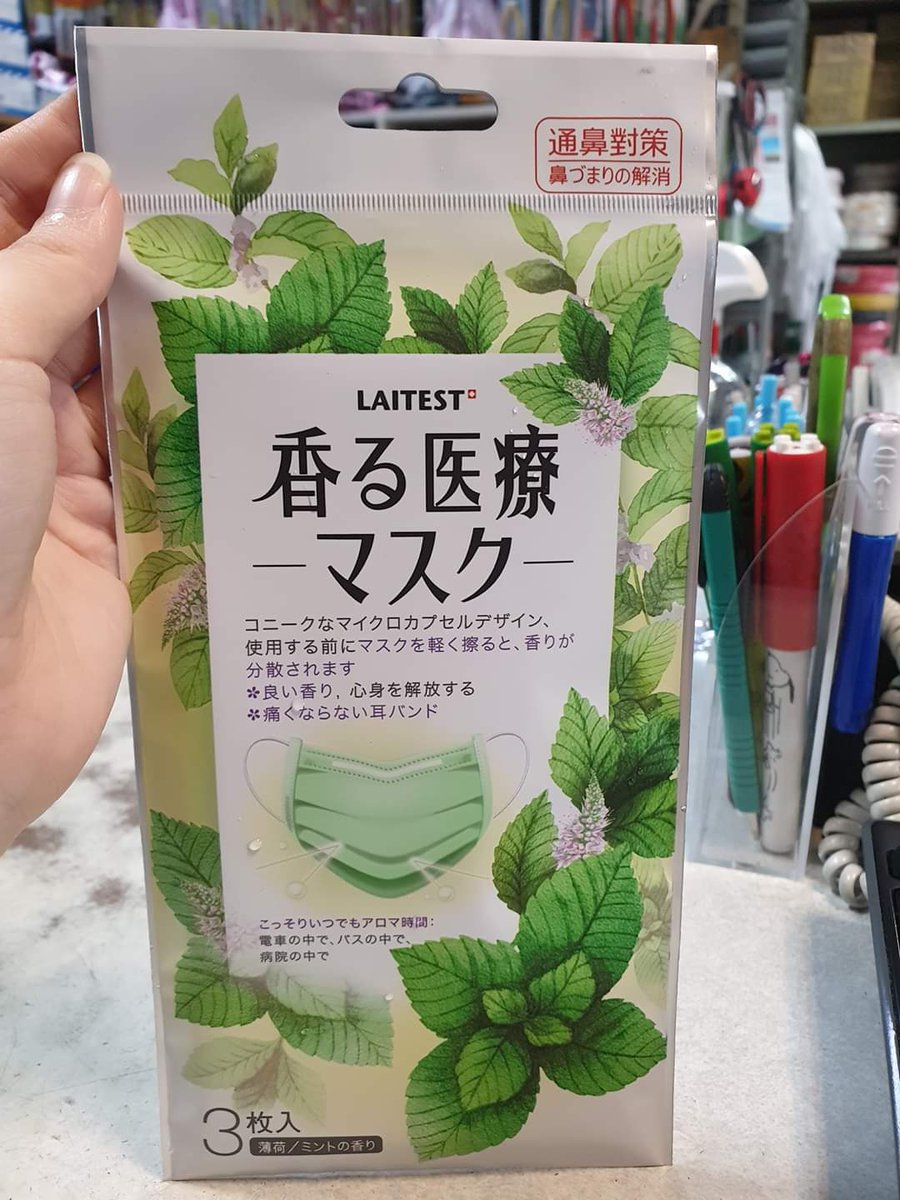 通鼻對策
鼻づまりの解消
LAITEST
香る医療
マスク
コニークなマイクロカプセルデザイン、
使用する前にマスクを軽く擦ると、香りが
分散されます
✽良い香り, 心身を解放する
✽痛くならない耳バンド
こっそりいつでもアロマ時間:
電車の中で、バスの中で、
病院の中で
3枚入
薄荷/ミントの香り